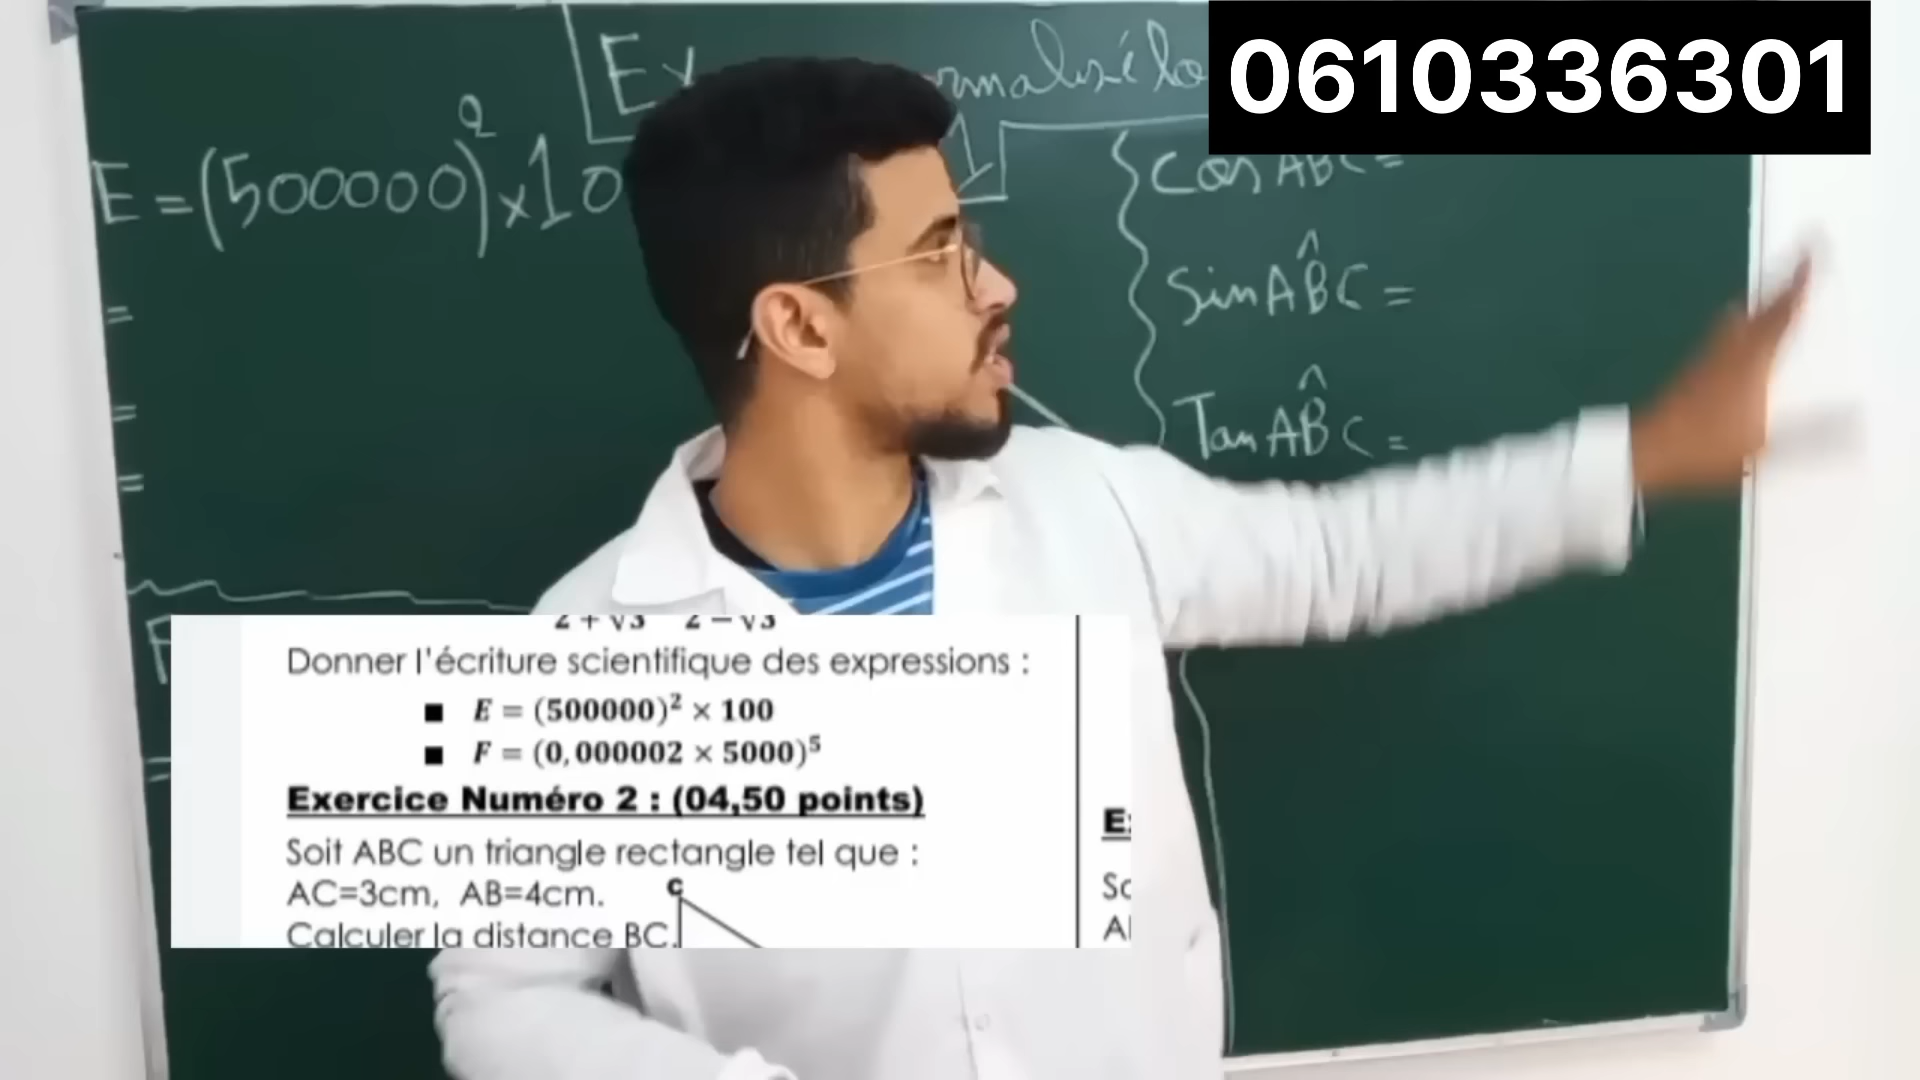 0610336301
E = (500000)² × 10
=
=
=
=
cos ABC =
sin AB̂C =
Tan AB̂C =
Donner l'écriture scientifique des expressions :
■ E = (500000)² × 100
■ F = (0,000002 × 5000)⁵
Exercice Numéro 2 : (04,50 points)
Soit ABC un triangle rectangle tel que :
AC=3cm, AB=4cm.
C
Calculer la distance BC.